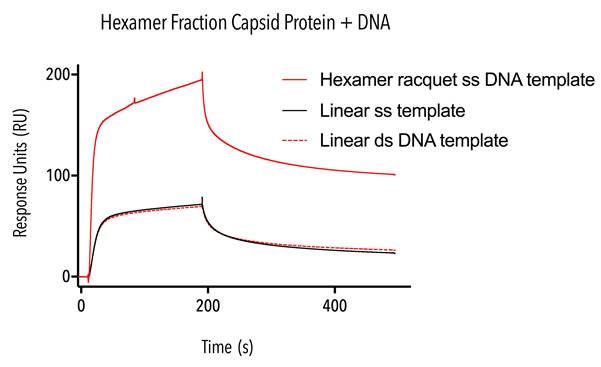 Hexamer Fraction Capsid Protein + DNA
200
100
0
Response Units (RU)
Hexamer racquet ss DNA template
Linear ss template
Linear ds DNA template
0 200 400
Time (s)